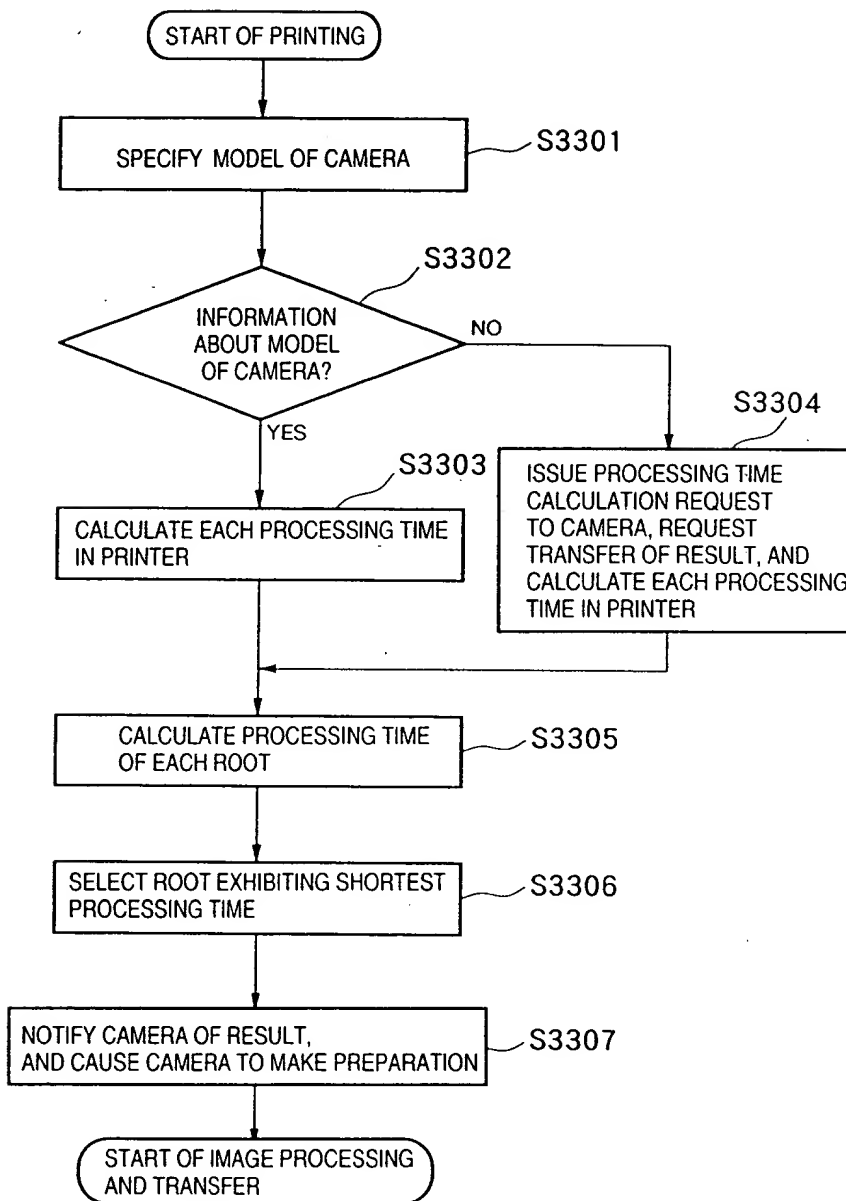 START OF PRINTING
S3301
SPECIFY MODEL OF CAMERA
S3302
INFORMATION
ABOUT MODEL
OF CAMERA?
NO
YES
S3304
S3303
ISSUE PROCESSING TIME
CALCULATION REQUEST
TO CAMERA, REQUEST
TRANSFER OF RESULT, AND
CALCULATE EACH PROCESSING
TIME IN PRINTER
CALCULATE EACH PROCESSING TIME
IN PRINTER
CALCULATE PROCESSING TIME
OF EACH ROOT
S3305
SELECT ROOT EXHIBITING SHORTEST
PROCESSING TIME
S3306
NOTIFY CAMERA OF RESULT,
AND CAUSE CAMERA TO MAKE PREPARATION
S3307
START OF IMAGE PROCESSING
AND TRANSFER